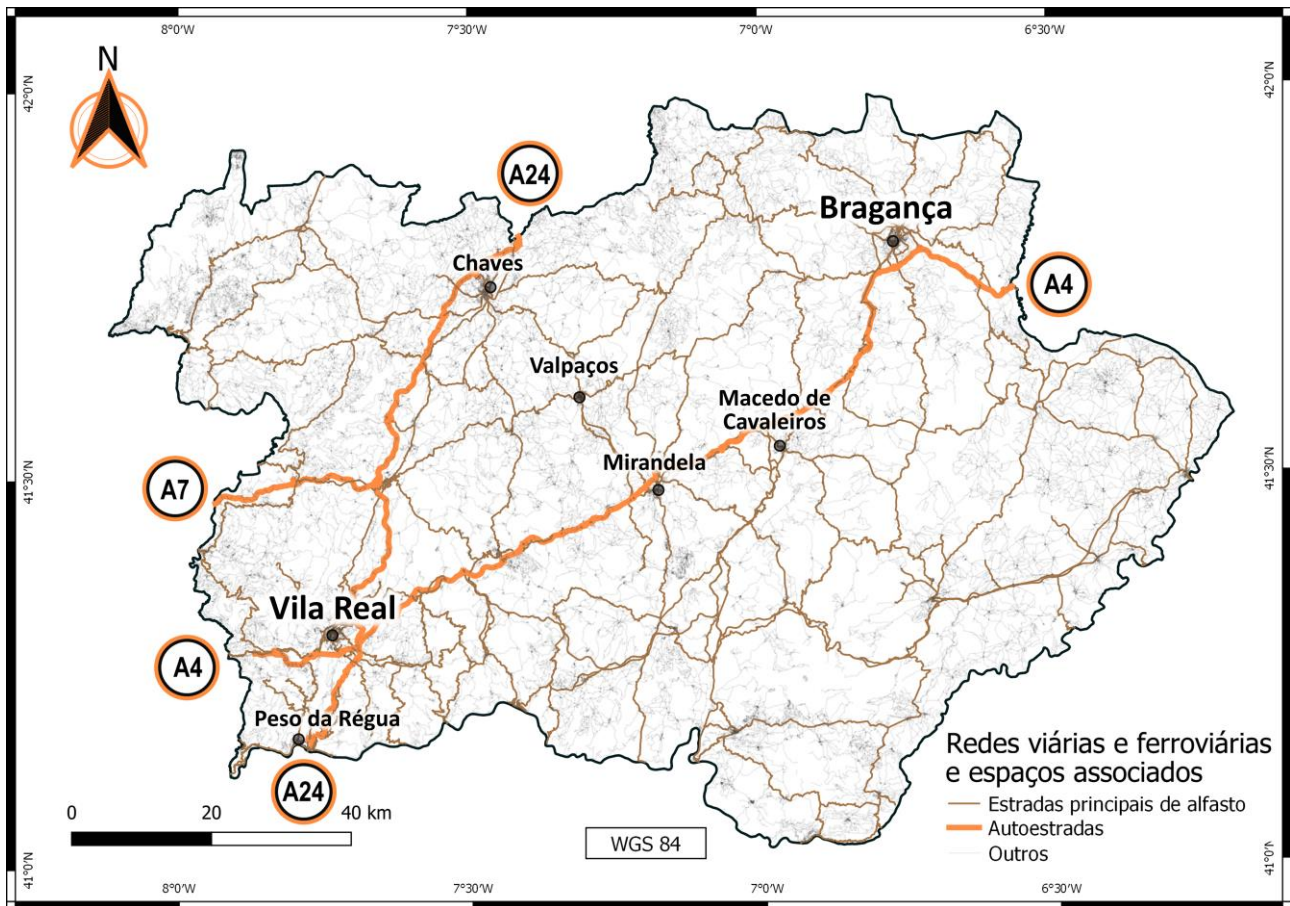 8°0'W
7°30'W
7°0'W
6°30'W
42°0'N
42°0'N
N
A24
Bragança
Chaves
A4
Valpaços
Macedo de
Cavaleiros
Mirandela
41°30'N
41°30'N
A7
Vila Real
A4
Peso da Régua
A24
Redes viárias e ferroviárias
e espaços associados
Estradas principais de alfasto
Autoestradas
Outros
0 20 40 km
WGS 84
41°0'N
41°0'
8°0'W
7°30'W
7°0'W
6°30'W